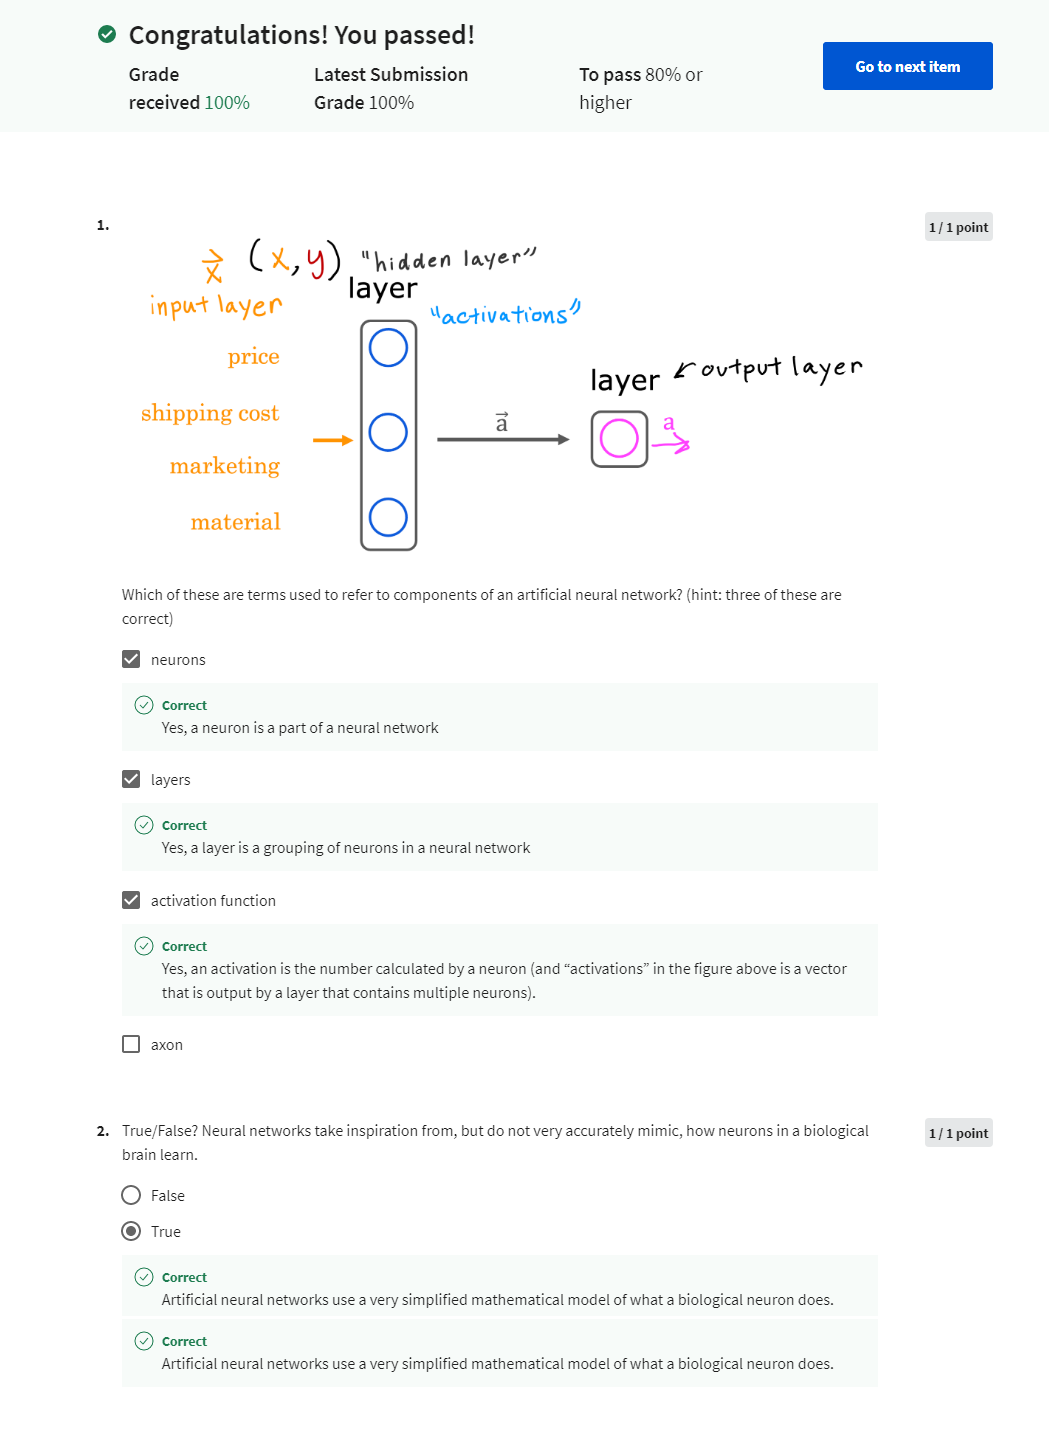 Congratulations! You passed!
Grade
received 100%
Latest Submission
Grade 100%
To pass 80% or
higher
Go to next item
1.
1 / 1 point
x⃗ (x, y) "hidden layer"
input layer
layer
"activations"
price
layer ↙output layer
shipping cost
a⃗
a
marketing
material
Which of these are terms used to refer to components of an artificial neural network? (hint: three of these are
correct)
neurons
Correct
Yes, a neuron is a part of a neural network
layers
Correct
Yes, a layer is a grouping of neurons in a neural network
activation function
Correct
Yes, an activation is the number calculated by a neuron (and “activations” in the figure above is a vector
that is output by a layer that contains multiple neurons).
axon
2. True/False? Neural networks take inspiration from, but do not very accurately mimic, how neurons in a biological
brain learn.
1 / 1 point
False
True
Correct
Artificial neural networks use a very simplified mathematical model of what a biological neuron does.
Correct
Artificial neural networks use a very simplified mathematical model of what a biological neuron does.